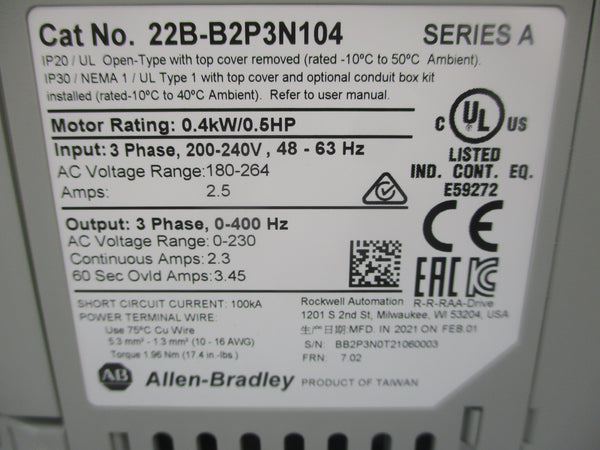 Cat No. 22B-B2P3N104 SERIES A
IP20 / UL Open-Type with top cover removed (rated -10°C to 50°C Ambient).
IP30 / NEMA 1 / UL Type 1 with top cover and optional conduit box kit
installed (rated-10°C to 40°C Ambient). Refer to user manual.
Motor Rating: 0.4kW/0.5HP
Input: 3 Phase, 200-240V , 48 - 63 Hz
AC Voltage Range:180-264
Amps: 2.5
C UL US
LISTED
IND. CONT. EQ.
E59272
Output: 3 Phase, 0-400 Hz
AC Voltage Range: 0-230
Continuous Amps: 2.3
60 Sec Ovld Amps: 3.45
CE
EAC
R-R-RAA-Drive
SHORT CIRCUIT CURRENT: 100kA
POWER TERMINAL WIRE:
Use 75°C Cu Wire
5.3 mm² - 1.3 mm² (10 - 16 AWG)
Torque 1.96 Nm (17.4 in.-lbs.)
Rockwell Automation
1201 S 2nd St, Milwaukee, WI 53204, USA
生产日期:MFD. IN 2021 ON FEB.01
S/N: BB2P3N0T21060003
FRN: 7.02
AB Allen-Bradley PRODUCT OF TAIWAN